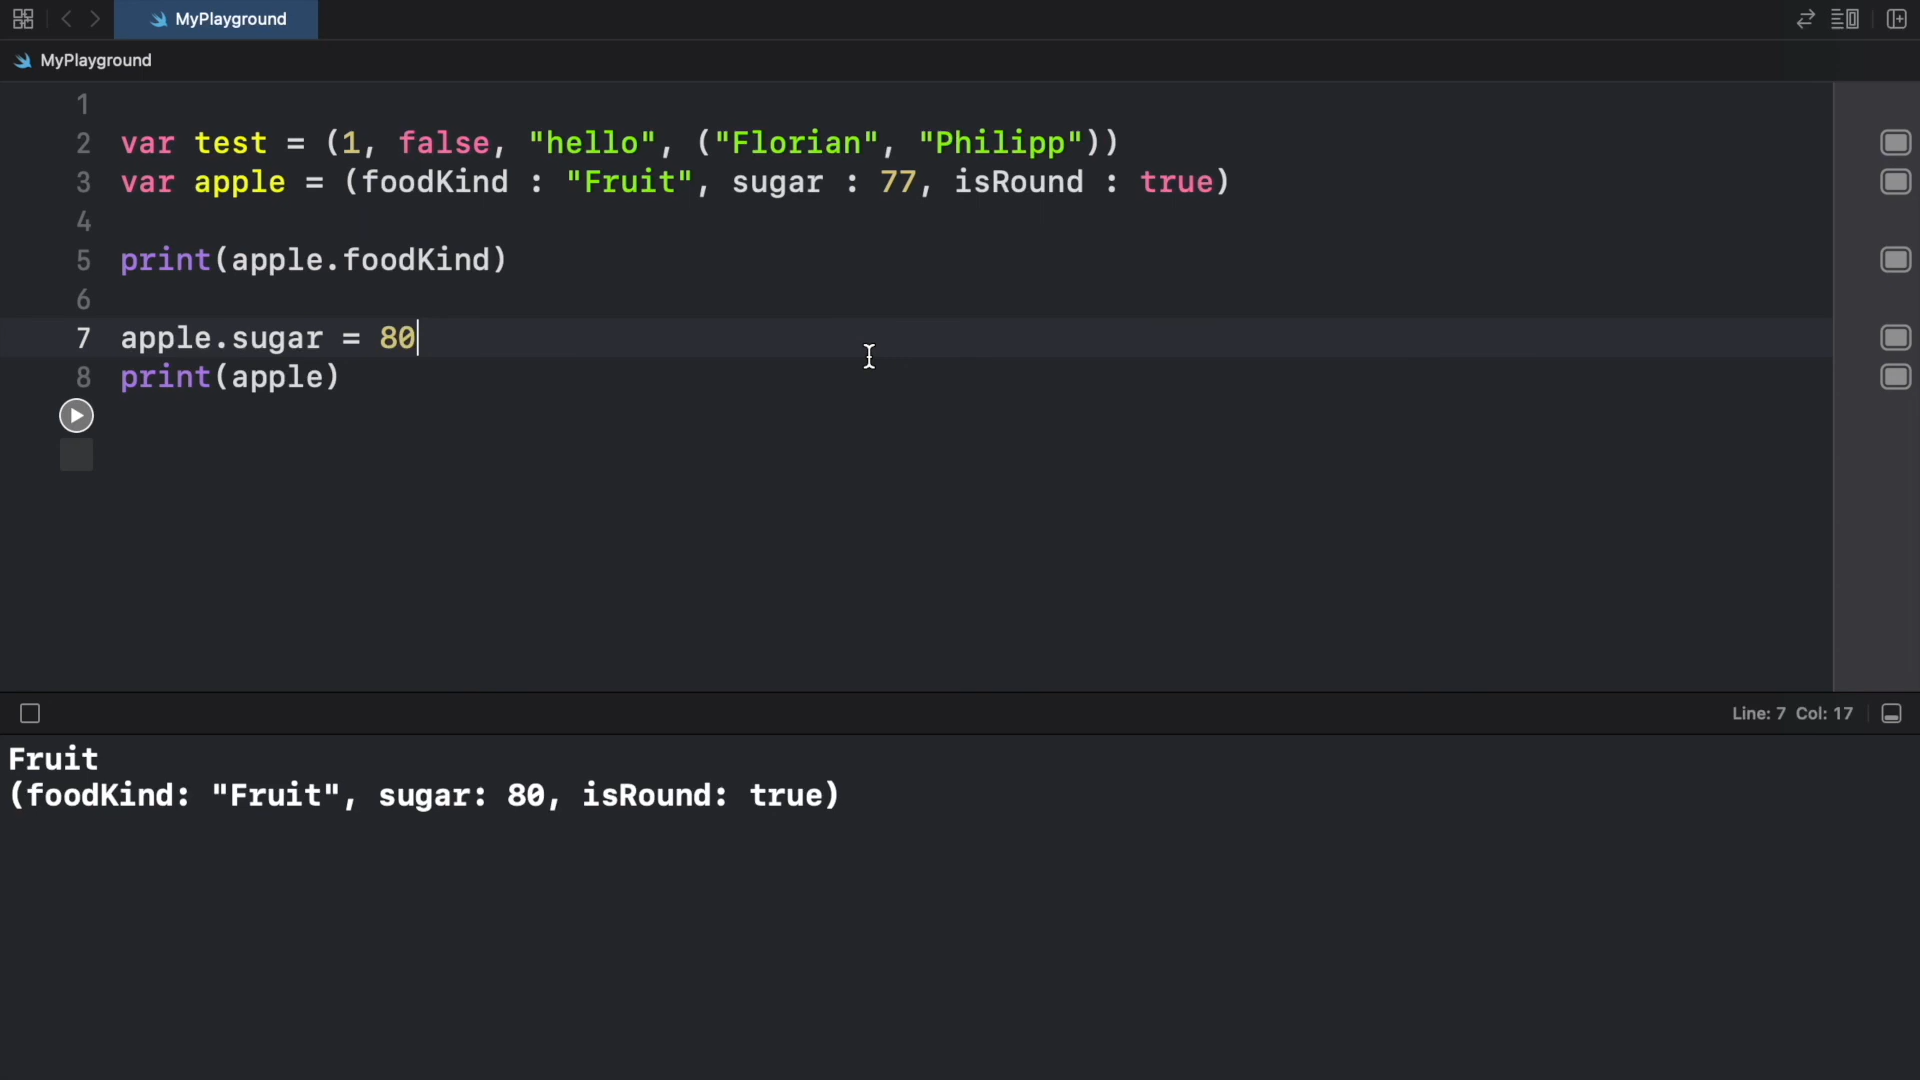 MyPlayground
MyPlayground
1
2 var test = (1, false, "hello", ("Florian", "Philipp"))
3 var apple = (foodKind : "Fruit", sugar : 77, isRound : true)
4
5 print(apple.foodKind)
6
7 apple.sugar = 80
8 print(apple)
Line: 7 Col: 17
Fruit
(foodKind: "Fruit", sugar: 80, isRound: true)